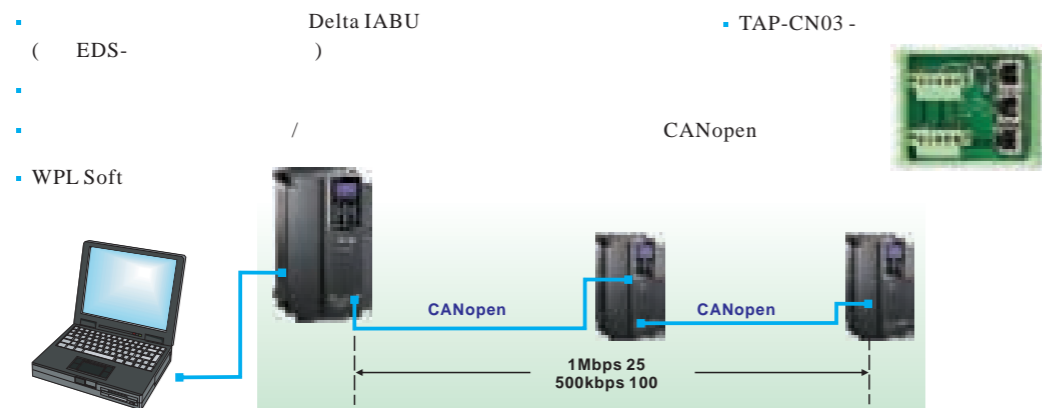 Delta IABU
( EDS- )
/ CANopen
WPL Soft
TAP-CN03 -
CANopen
CANopen
1Mbps 25
500kbps 100